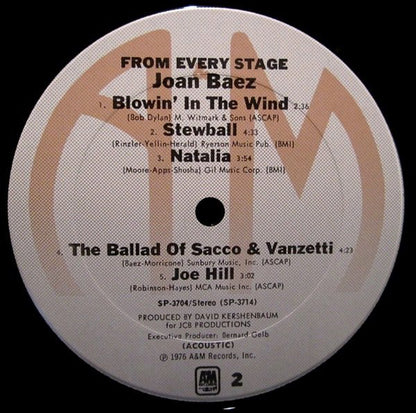 FROM EVERY STAGE
Joan Baez
1. Blowin' In The Wind 2:36
(Bob Dylan) M. Witmark & Sons (ASCAP)
2. Stewball 4:33
(Rinzler-Yellin-Herald) Ryerson Music Pub. (BMI)
3. Natalia 3:54
(Moore-Apps-Shusha) Gil Music Corp. (BMI)
4. The Ballad Of Sacco & Vanzetti 4:23
(Baez-Morricone) Sunbury Music, Inc. (ASCAP)
5. Joe Hill 3:02
(Robinson-Hayes) MCA Music Inc. (ASCAP)
SP-3704/Stereo (SP-3714)
PRODUCED BY DAVID KERSHENBAUM
for JCB PRODUCTIONS
Executive Producer: Bernard Gelb
(ACOUSTIC)
℗ 1976 A&M Records, Inc.
A&M
2